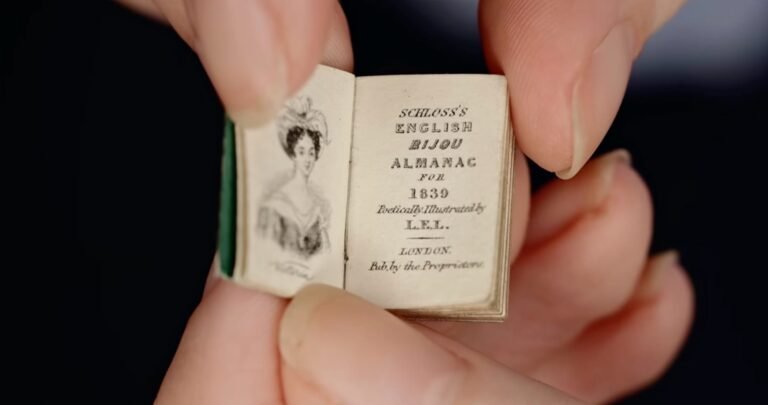 SCHLOSS'S
ENGLISH
BIJOU
ALMANAC
FOR
1839
Poetically Illustrated by
L.E.L.
LONDON.
Pub, by the Proprietors.